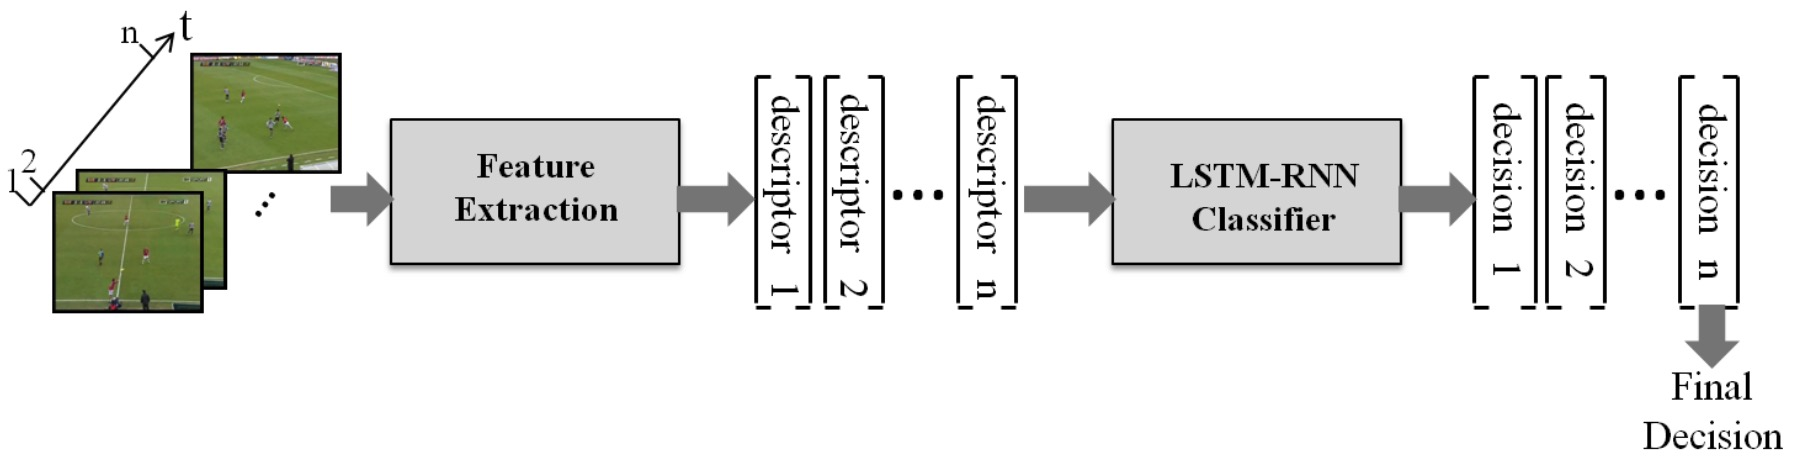 n
t
2
1
Feature
Extraction
descriptor 1
descriptor 2
descriptor n
LSTM-RNN
Classifier
decision 1
decision 2
decision n
Final
Decision